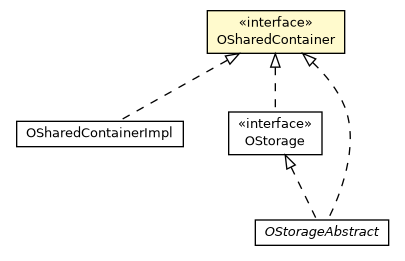 «interface»
OSharedContainer
OSharedContainerImpl
«interface»
OStorage
OStorageAbstract